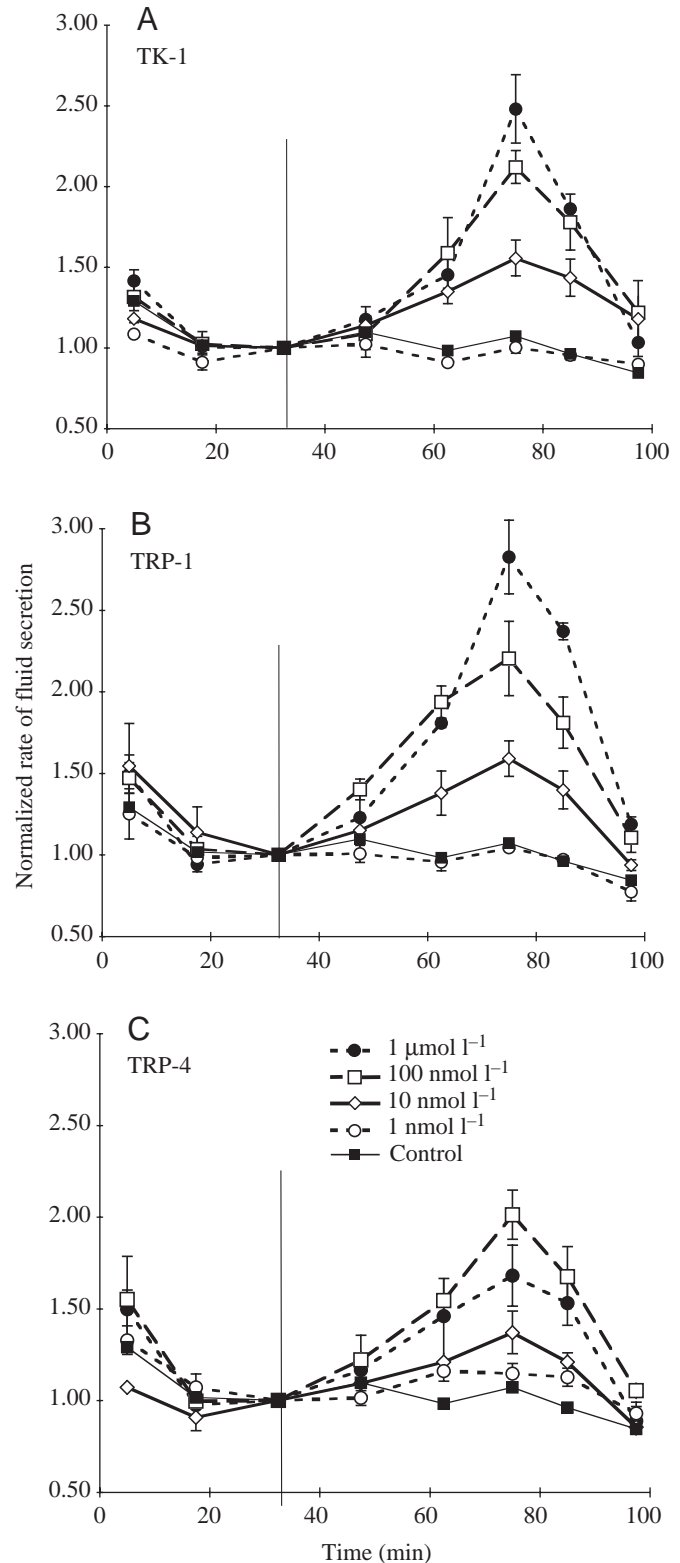 A
TK-1
3.00
2.50
2.00
1.50
1.00
0.50
0 20 40 60 80 100
B
TRP-1
3.00
2.50
2.00
1.50
1.00
0.50
0 20 40 60 80 100
Normalized rate of fluid secretion
C
TRP-4
3.00
2.50
2.00
1.50
1.00
0.50
1 μmol l⁻¹
100 nmol l⁻¹
10 nmol l⁻¹
1 nmol l⁻¹
Control
0 20 40 60 80 100
Time (min)